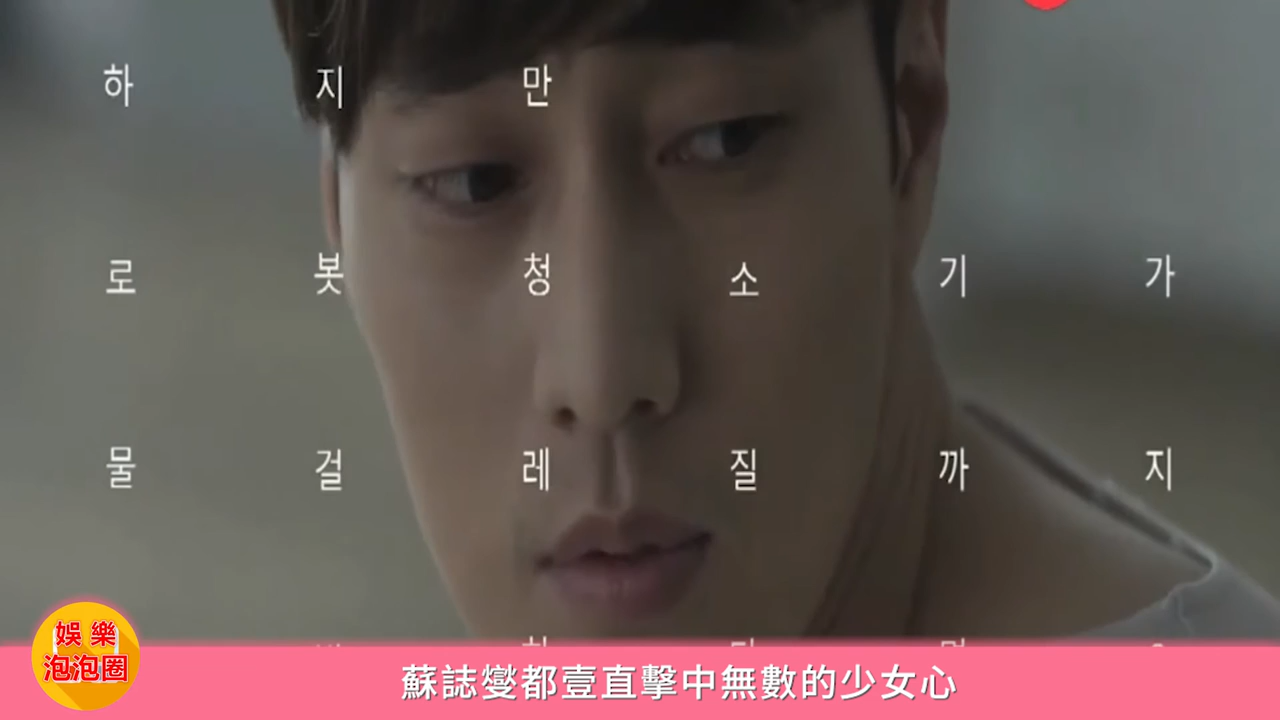 하지만
로봇청소기가
물걸레질까지
娛樂
泡泡圈
蘇誌燮都壹直擊中無數的少女心